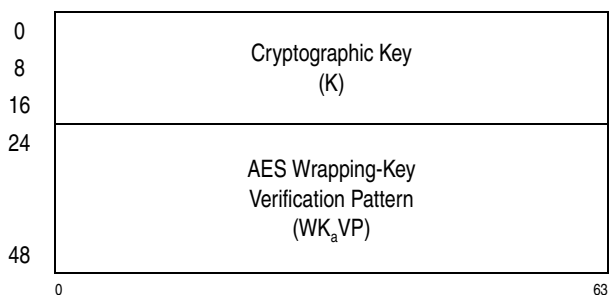 0
8
16
24
48
Cryptographic Key
(K)
AES Wrapping-Key
Verification Pattern
(WKaVP)
0 63